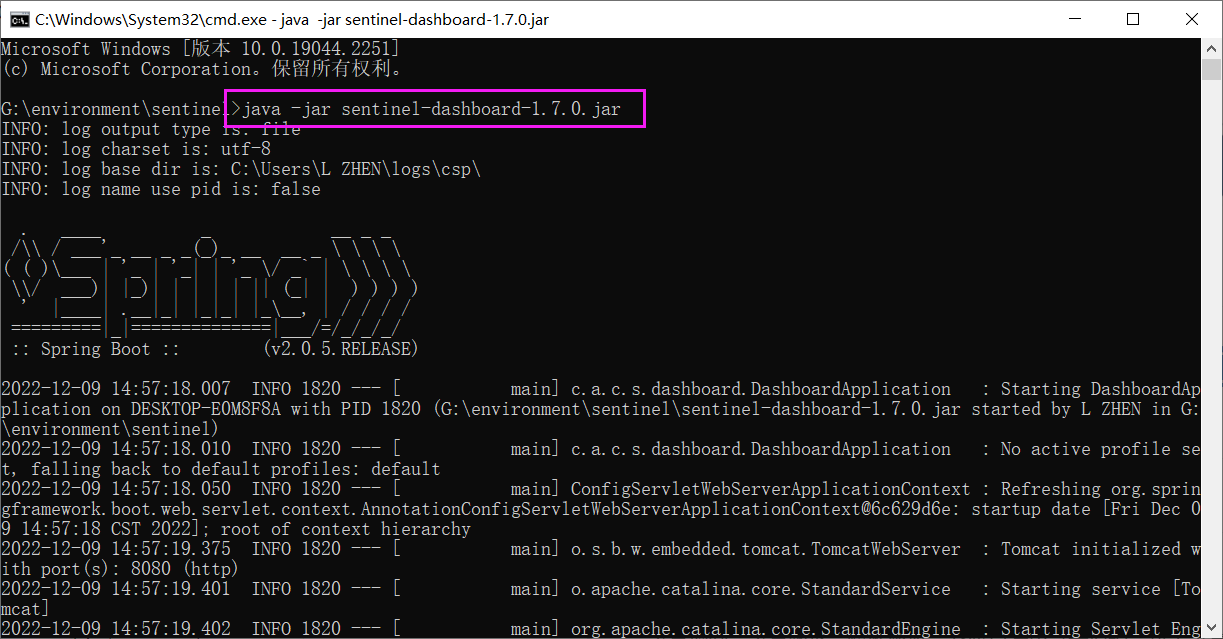 C:\Windows\System32\cmd.exe - java  -jar sentinel-dashboard-1.7.0.jar
Microsoft Windows [版本 10.0.19044.2251]
(c) Microsoft Corporation。保留所有权利。
G:\environment\sentinel>java -jar sentinel-dashboard-1.7.0.jar
INFO: log output type is: file
INFO: log charset is: utf-8
INFO: log base dir is: C:\Users\L ZHEN\logs\csp\
INFO: log name use pid is: false
Spring
:: Spring Boot ::        (v2.0.5.RELEASE)
2022-12-09 14:57:18.007  INFO 1820 --- [           main] c.a.c.s.dashboard.DashboardApplication   : Starting DashboardAp
plication on DESKTOP-E0M8F8A with PID 1820 (G:\environment\sentinel\sentinel-dashboard-1.7.0.jar started by L ZHEN in G:
\environment\sentinel)
2022-12-09 14:57:18.010  INFO 1820 --- [           main] c.a.c.s.dashboard.DashboardApplication   : No active profile se
t, falling back to default profiles: default
2022-12-09 14:57:18.050  INFO 1820 --- [           main] ConfigServletWebServerApplicationContext : Refreshing org.sprin
gframework.boot.web.servlet.context.AnnotationConfigServletWebServerApplicationContext@6c629d6e: startup date [Fri Dec 0
9 14:57:18 CST 2022]; root of context hierarchy
2022-12-09 14:57:19.375  INFO 1820 --- [           main] o.s.b.w.embedded.tomcat.TomcatWebServer  : Tomcat initialized w
ith port(s): 8080 (http)
2022-12-09 14:57:19.401  INFO 1820 --- [           main] o.apache.catalina.core.StandardService   : Starting service [To
mcat]
2022-12-09 14:57:19.402  INFO 1820 --- [           main] org.apache.catalina.core.StandardEngine  : Starting Servlet Eng